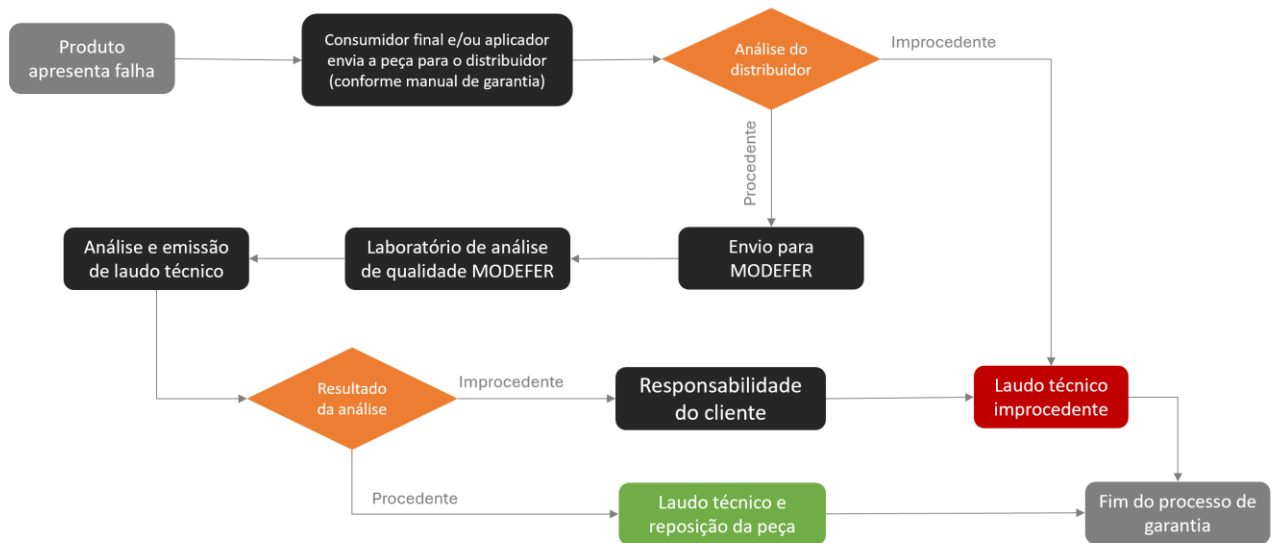 Produto
apresenta falha
Consumidor final e/ou aplicador
envia a peça para o distribuidor
(conforme manual de garantia)
Análise do
distribuidor
Improcedente
Procedente
Análise e emissão
de laudo técnico
Laboratório de análise
de qualidade MODEFER
Envio para
MODEFER
Resultado
da análise
Improcedente
Responsabilidade
do cliente
Laudo técnico
improcedente
Procedente
Laudo técnico e
reposição da peça
Fim do processo de
garantia